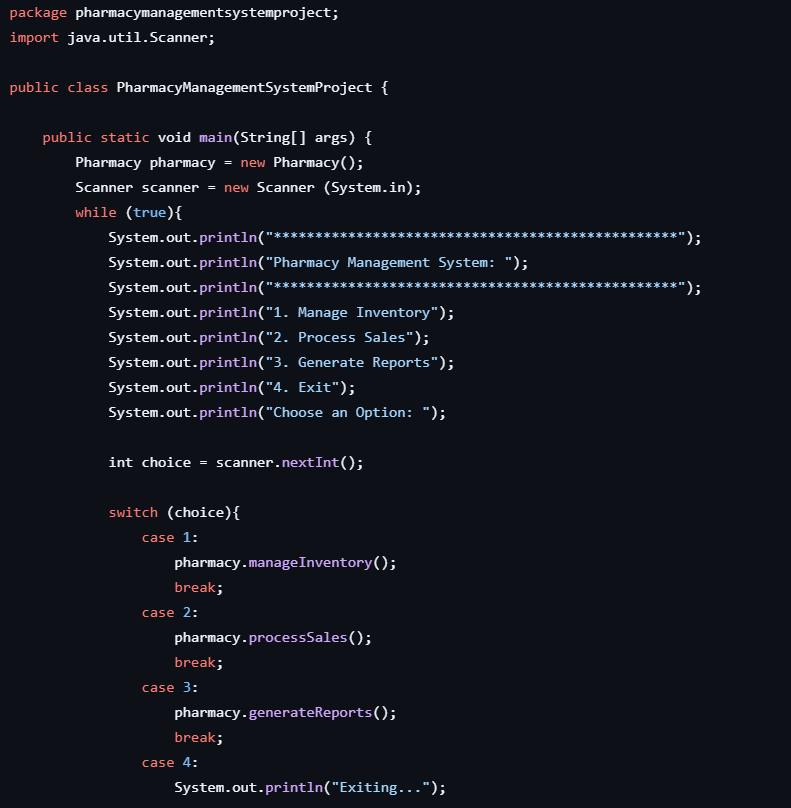 package pharmacymanagementsystemproject;
import java.util.Scanner;
public class PharmacyManagementSystemProject {
public static void main(String[] args) {
Pharmacy pharmacy = new Pharmacy();
Scanner scanner = new Scanner (System.in);
while (true){
System.out.println("*************************************************");
System.out.println("Pharmacy Management System: ");
System.out.println("*************************************************");
System.out.println("1. Manage Inventory");
System.out.println("2. Process Sales");
System.out.println("3. Generate Reports");
System.out.println("4. Exit");
System.out.println("Choose an Option: ");
int choice = scanner.nextInt();
switch (choice){
case 1:
pharmacy.manageInventory();
break;
case 2:
pharmacy.processSales();
break;
case 3:
pharmacy.generateReports();
break;
case 4:
System.out.println("Exiting...");